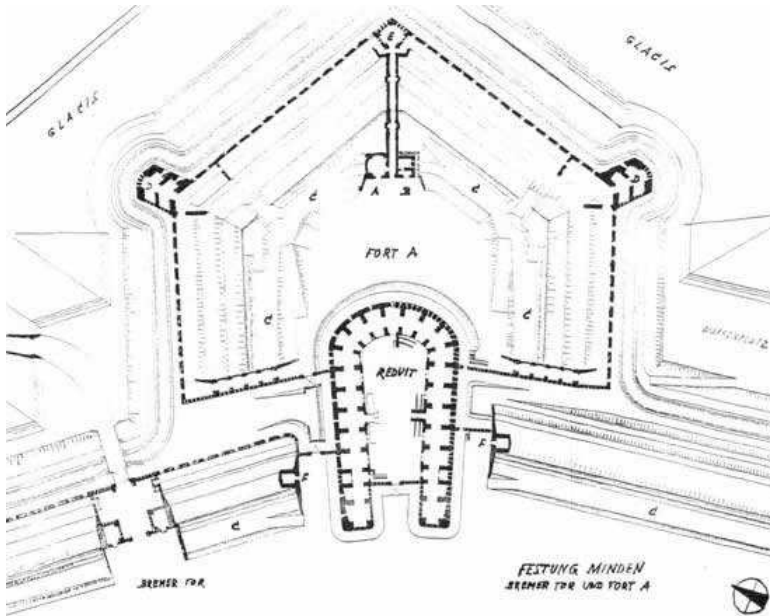 GLACIS
GLACIS
E
D
D
A B
C
C
FORT A
C
C
REDUIT
F
F
C
C
BREMER TOR
FESTUNG MINDEN
BREMER TOR UND FORT A